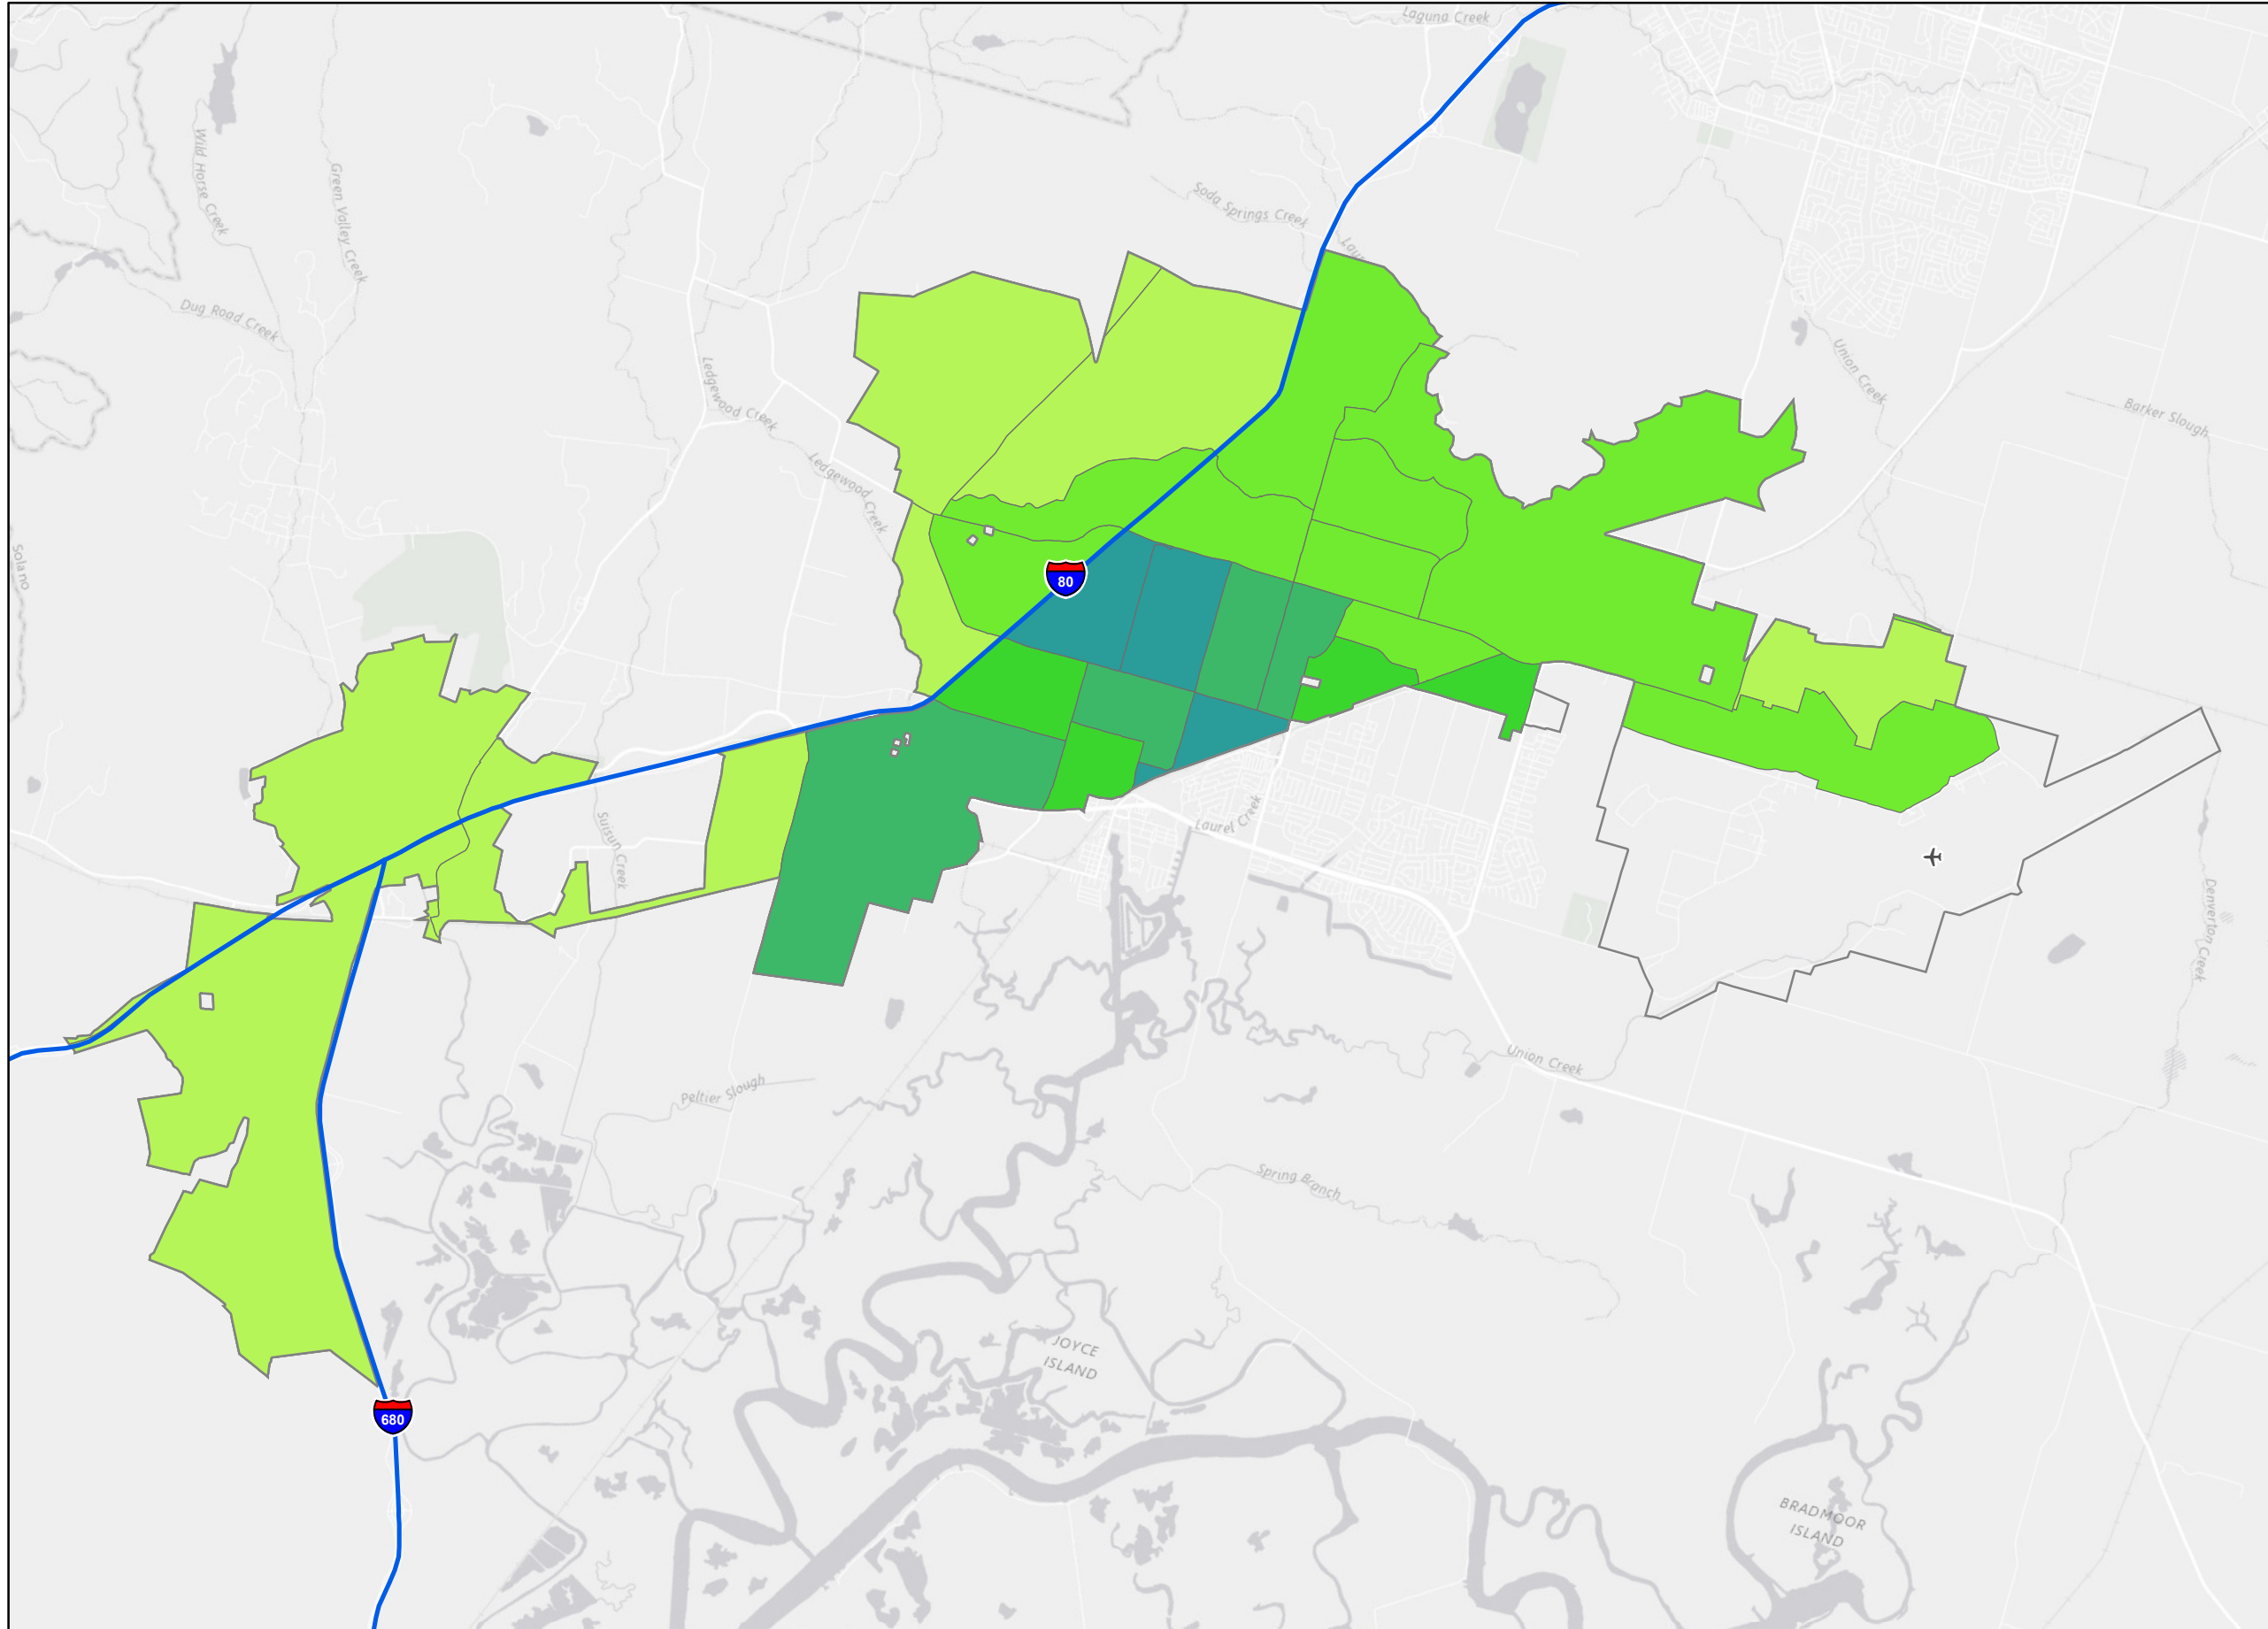 Laguna Creek
Wild Horse Creek
Green Valley Creek
Soda Springs Creek
Dug Road Creek
Union Creek
Ledgewood Creek
Barker Slough
Ledgewood
Creek
Solano
80
Suisun Creek
Laurel Creek
Denverton
Creek
Union Creek
Peltier Slough
Spring Branch
JOYCE
ISLAND
680
BRADMOOR
ISLAND